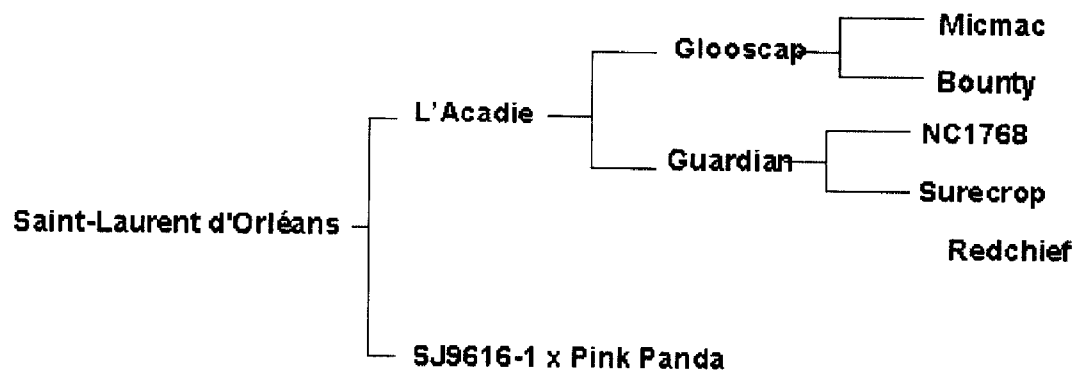 Micmac
Glooscap
Bounty
L'Acadie
NC1768
Guardian
Surecrop
Saint-Laurent d'Orléans
Redchief
SJ9616-1 x Pink Panda